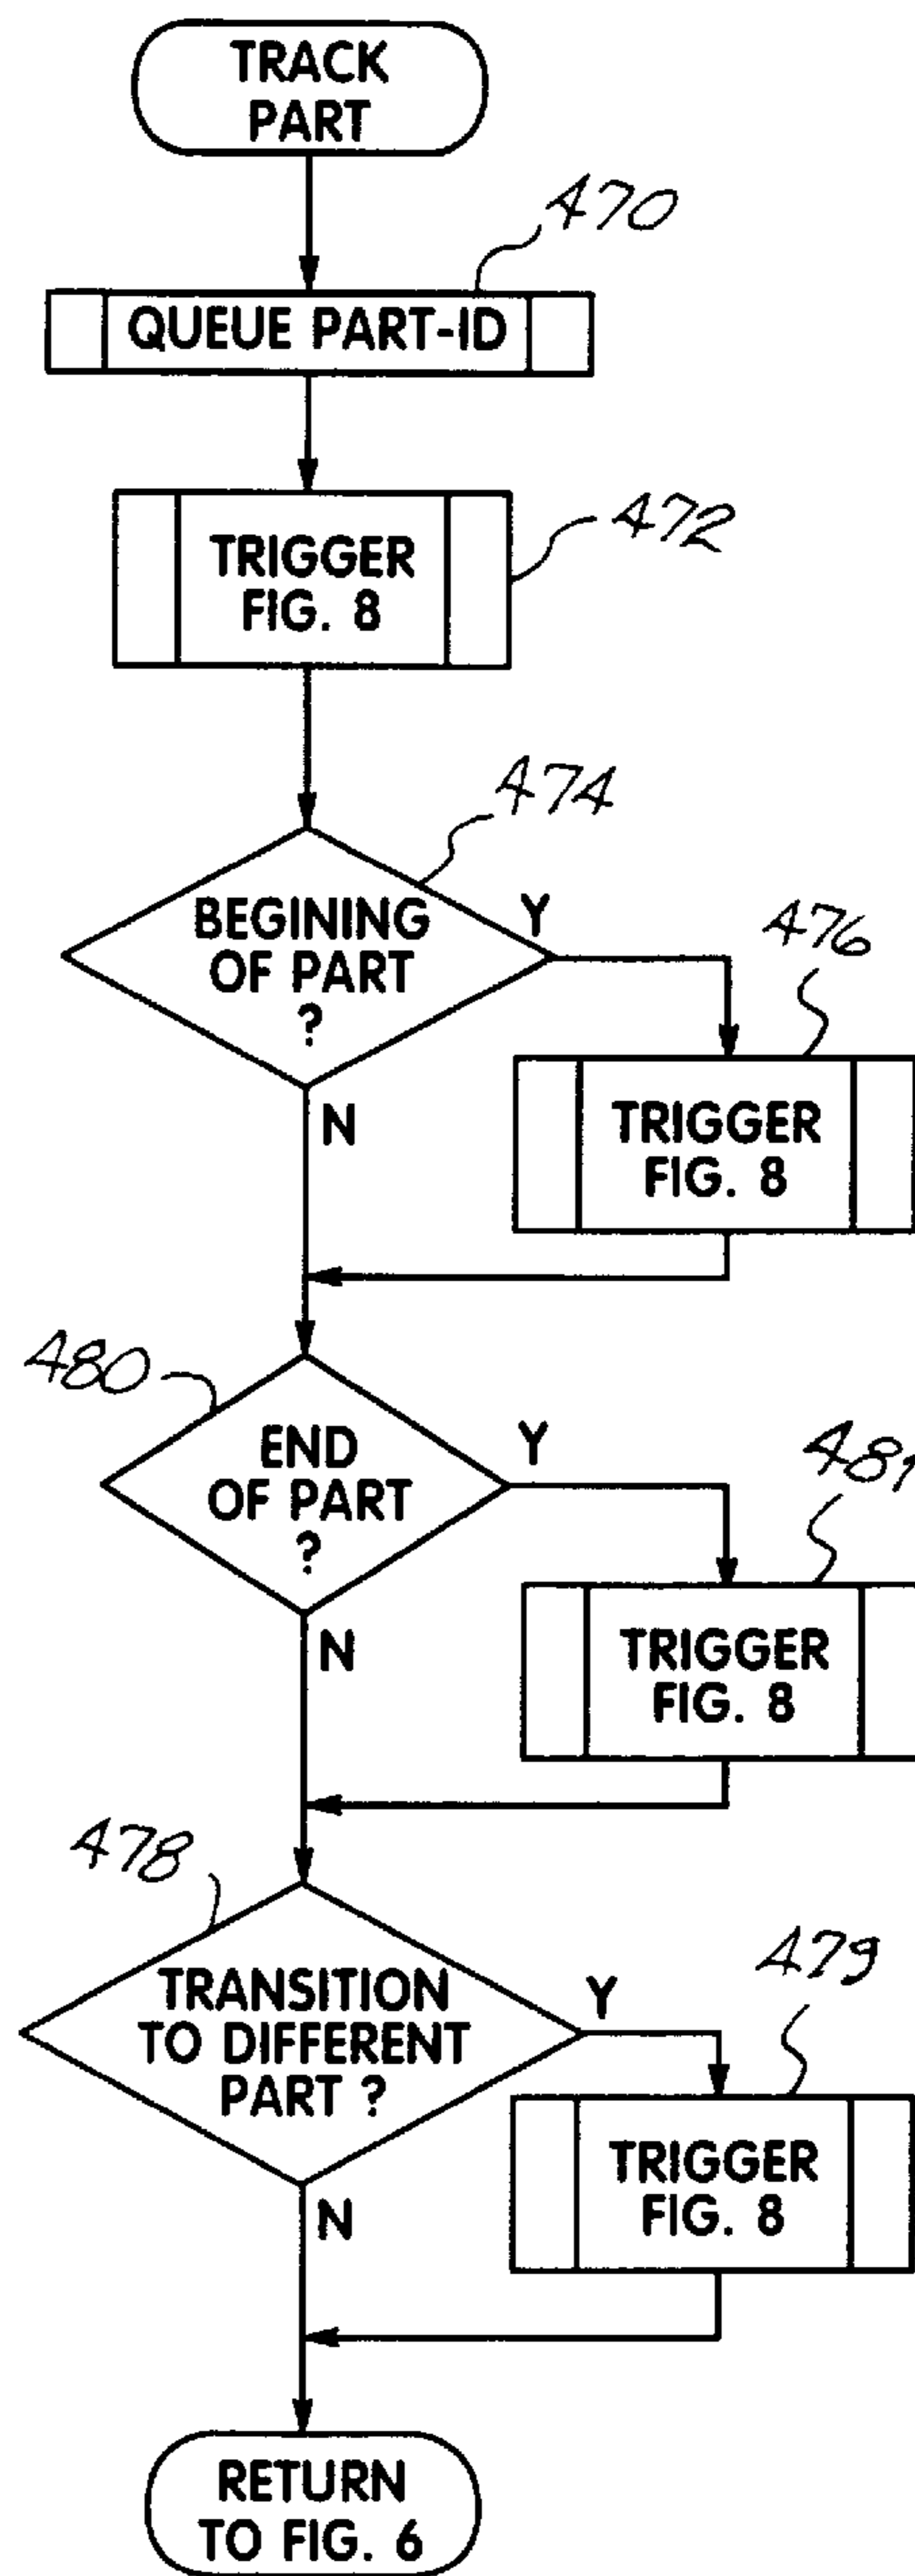 TRACK
PART
470
QUEUE PART-ID
472
TRIGGER
FIG. 8
474
BEGINING
OF PART
?
Y
476
N
TRIGGER
FIG. 8
480
END
OF PART
?
Y
481
N
TRIGGER
FIG. 8
478
TRANSITION
TO DIFFERENT
PART ?
Y
479
N
TRIGGER
FIG. 8
RETURN
TO FIG. 6